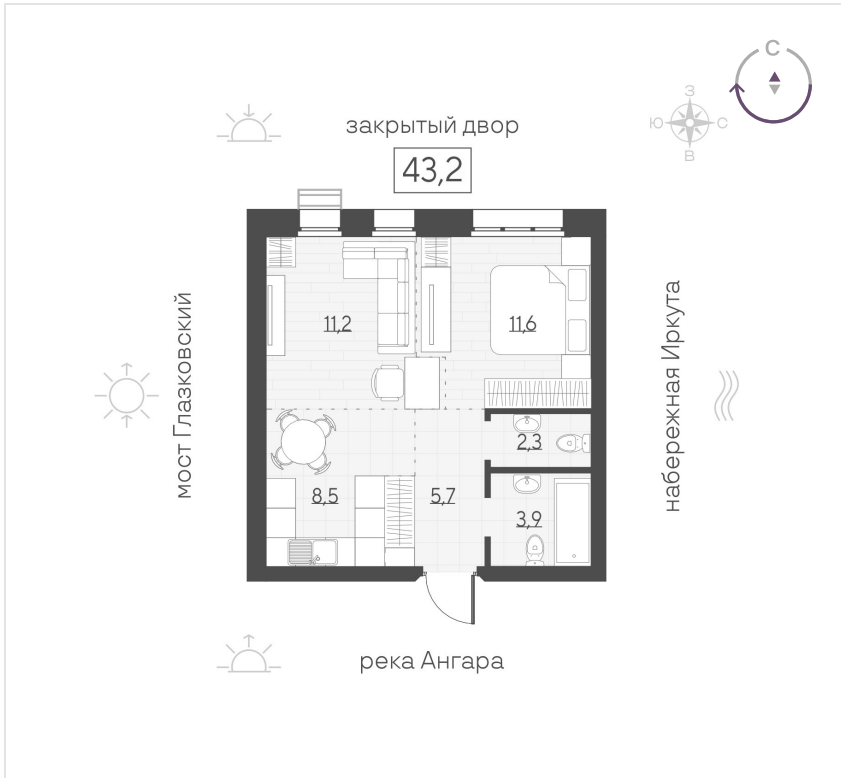 С
З
Ю
С
В
закрытый двор
43,2
мост Глазковский
набережная Иркута
11,2
11,6
2,3
8,5
5,7
3,9
река Ангара